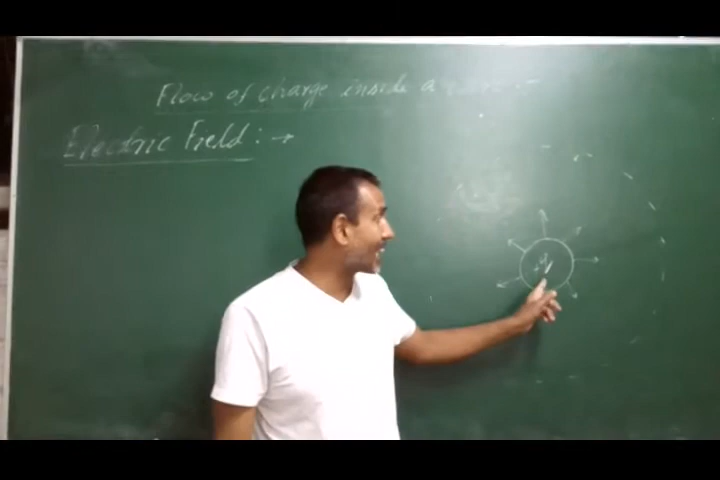 Flow of charge inside a
Electric Field :- →
+q